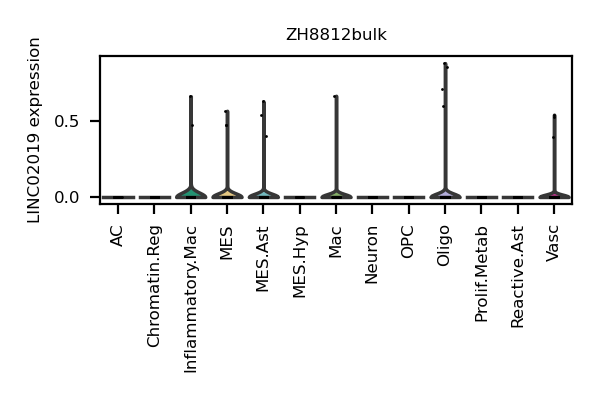 ZH8812bulk
LINC02019 expression
0.5
0.0
AC
Chromatin.Reg
Inflammatory.Mac
MES
MES.Ast
MES.Hyp
Mac
Neuron
OPC
Oligo
Prolif.Metab
Reactive.Ast
Vasc